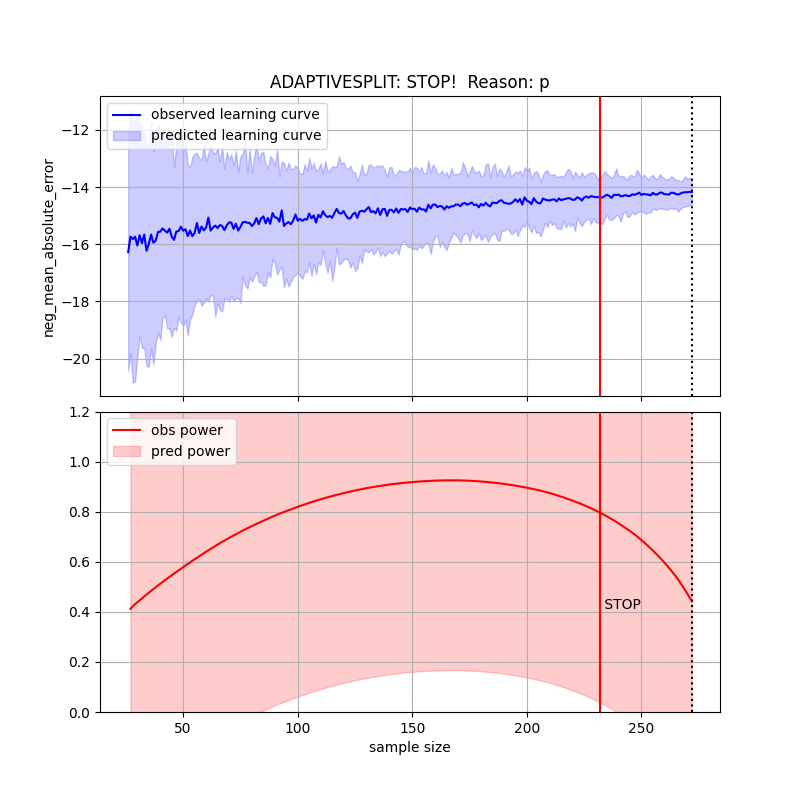 ADAPTIVESPLIT: STOP!  Reason: p
observed learning curve
predicted learning curve
neg_mean_absolute_error
−12
−14
−16
−18
−20
obs power
pred power
1.2
1.0
0.8
0.6
0.4
0.2
0.0
STOP
50
100
150
200
250
sample size